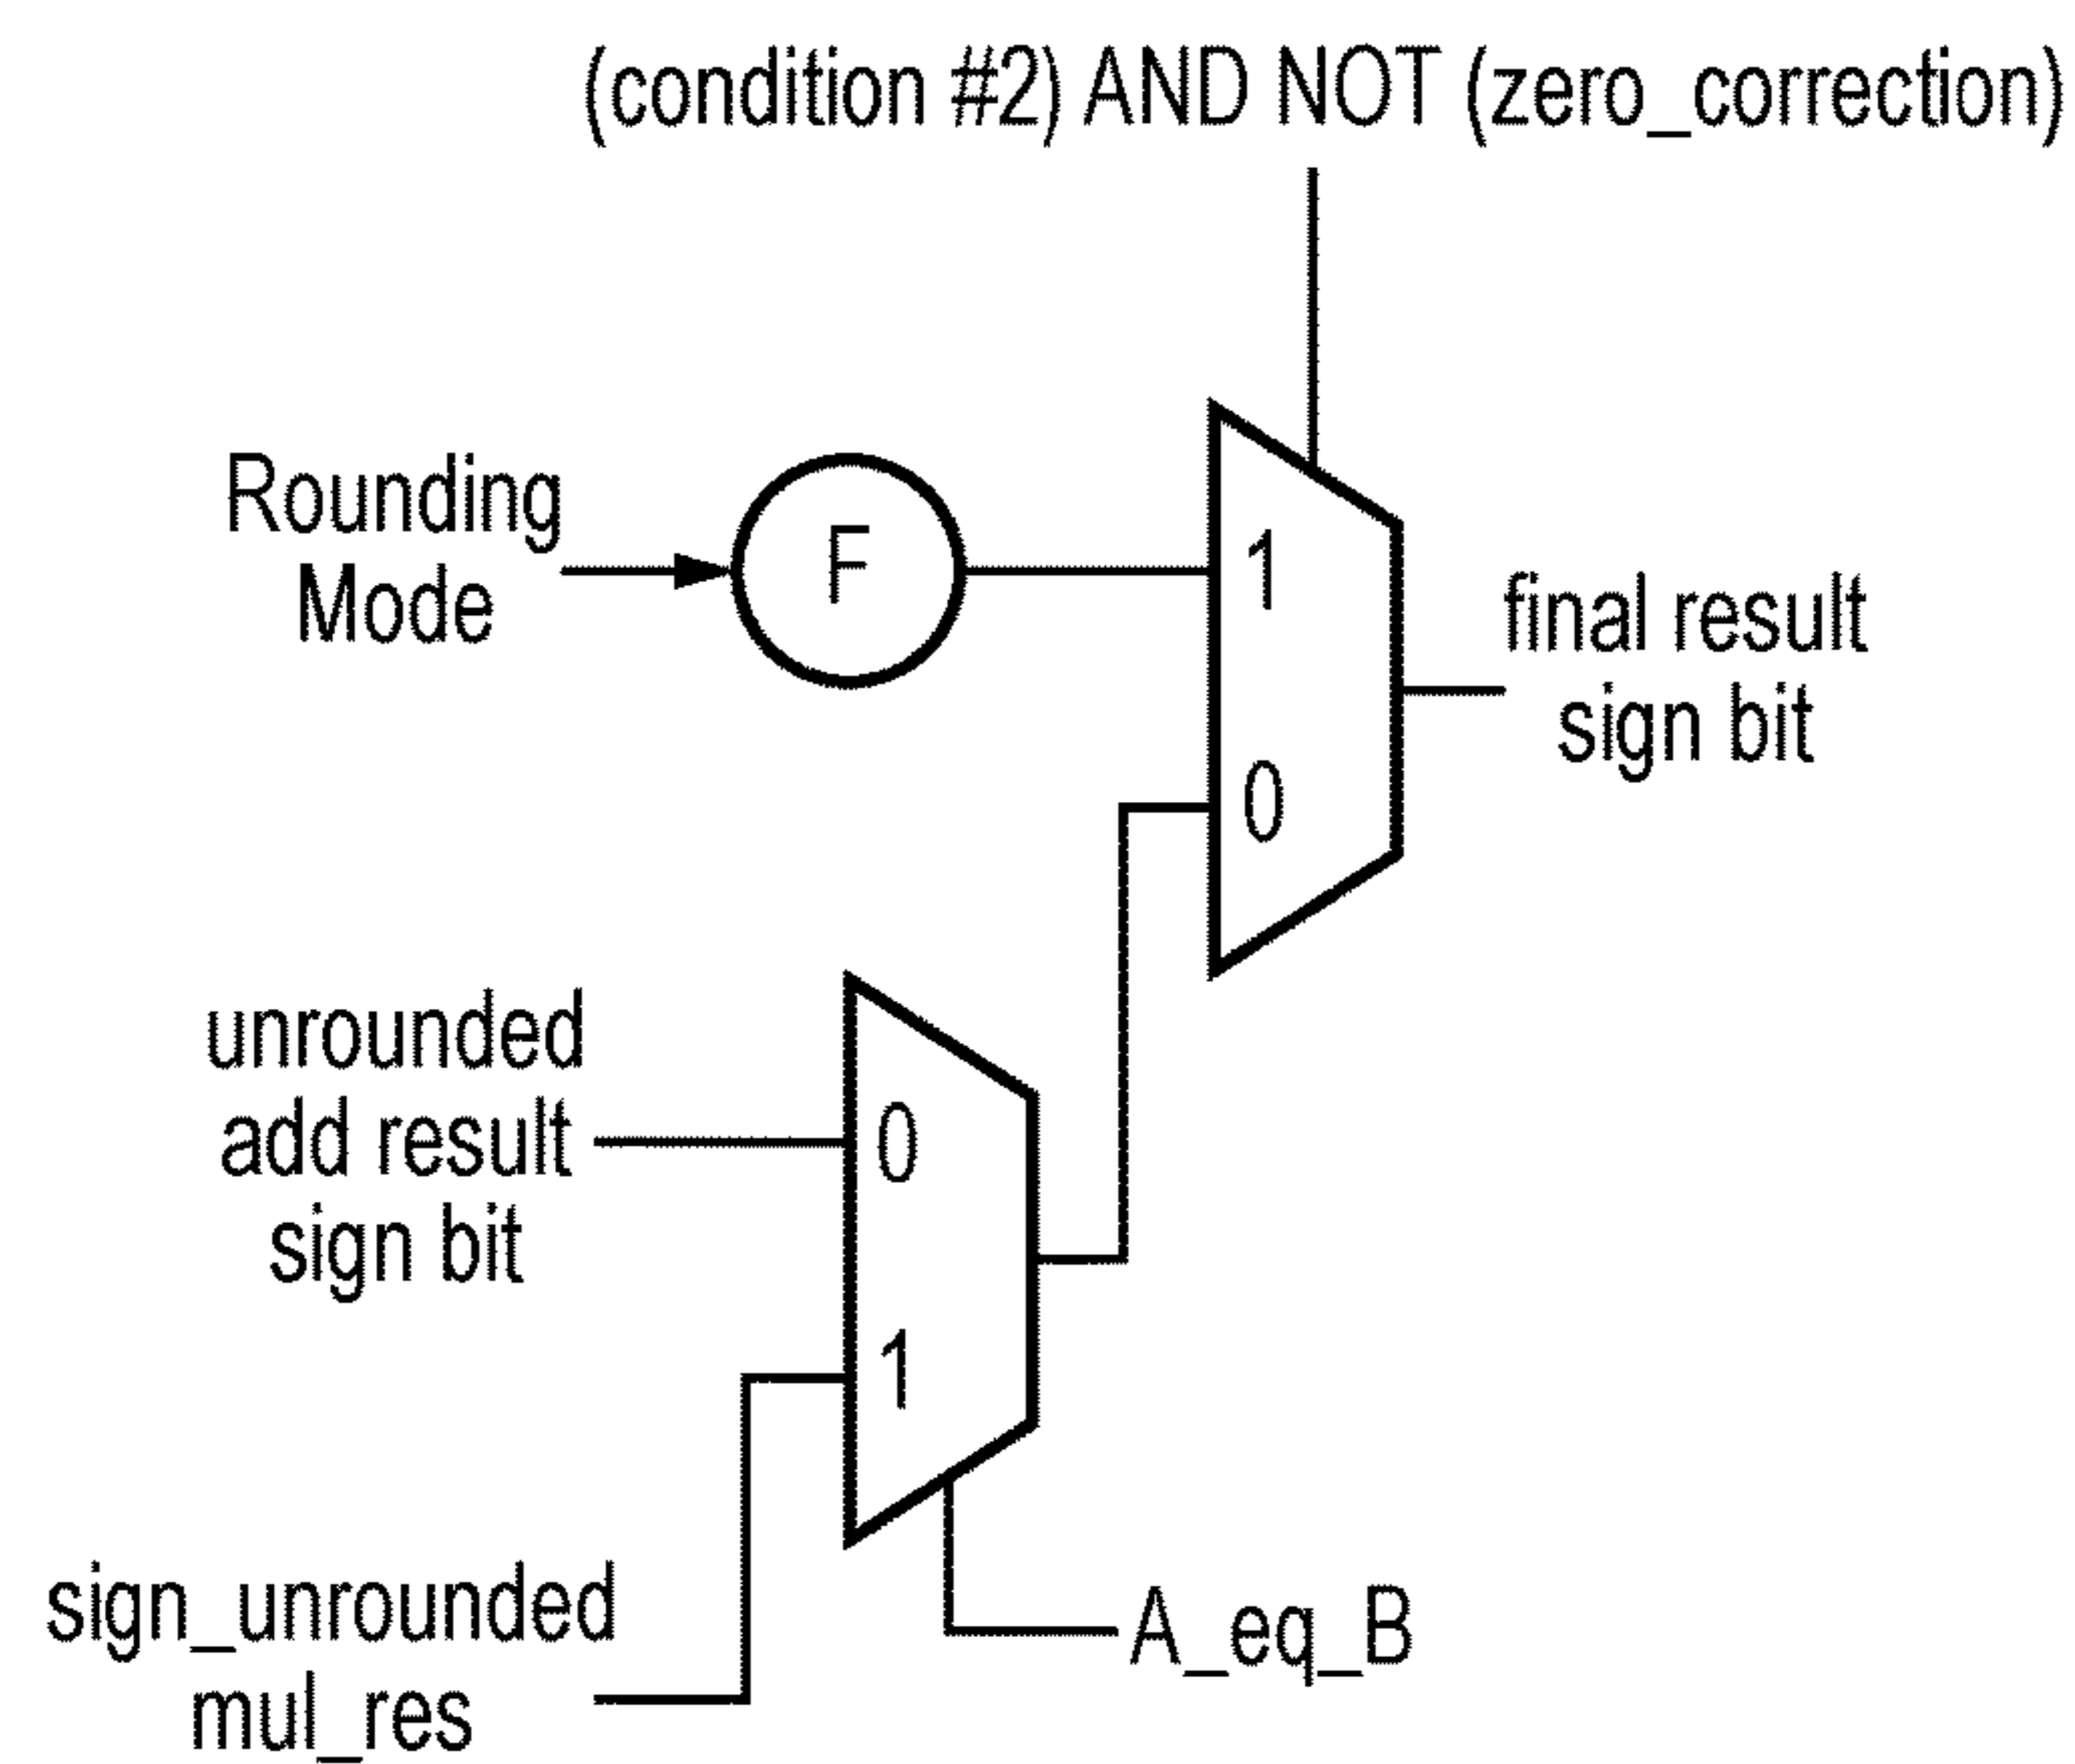 (condition #2) AND NOT (zero_correction)
Rounding
Mode
F
1
0
final result
sign bit
unrounded
add result
sign bit
0
1
sign_unrounded
mul_res
A_eq_B